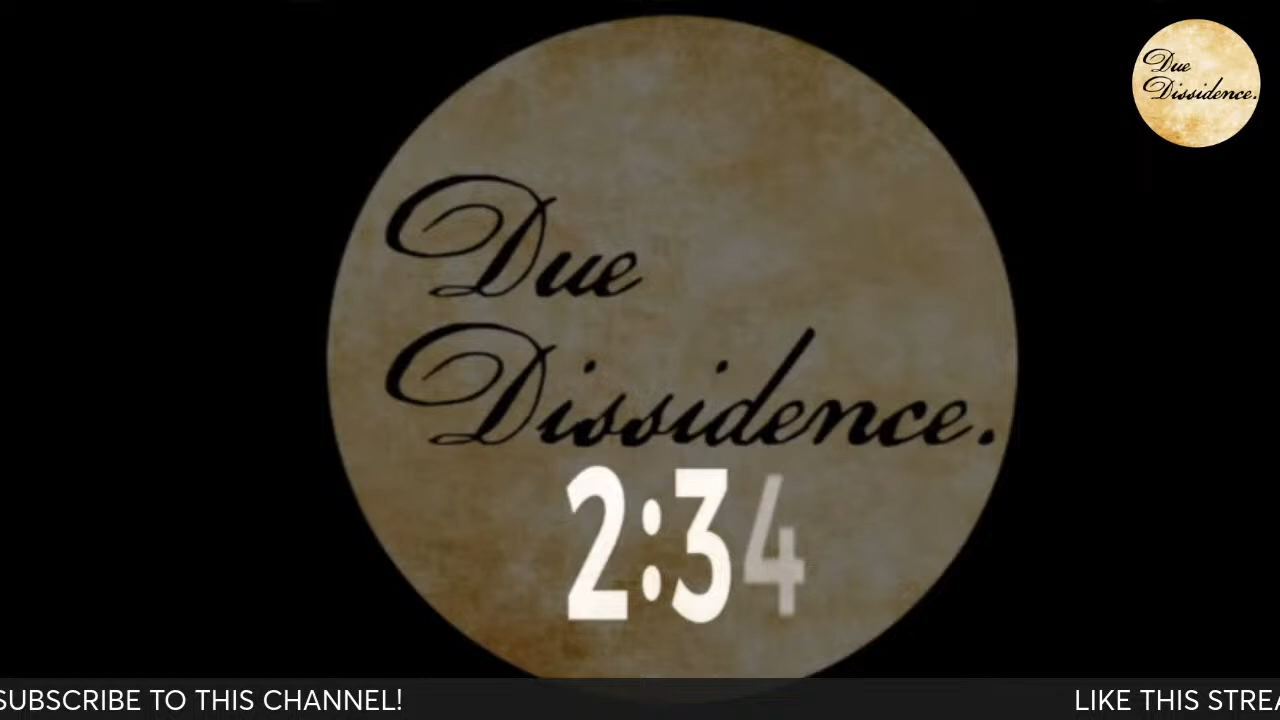 Due
Dissidence.
Due
Dissidence.
2:34
SUBSCRIBE TO THIS CHANNEL!
LIKE THIS STREA